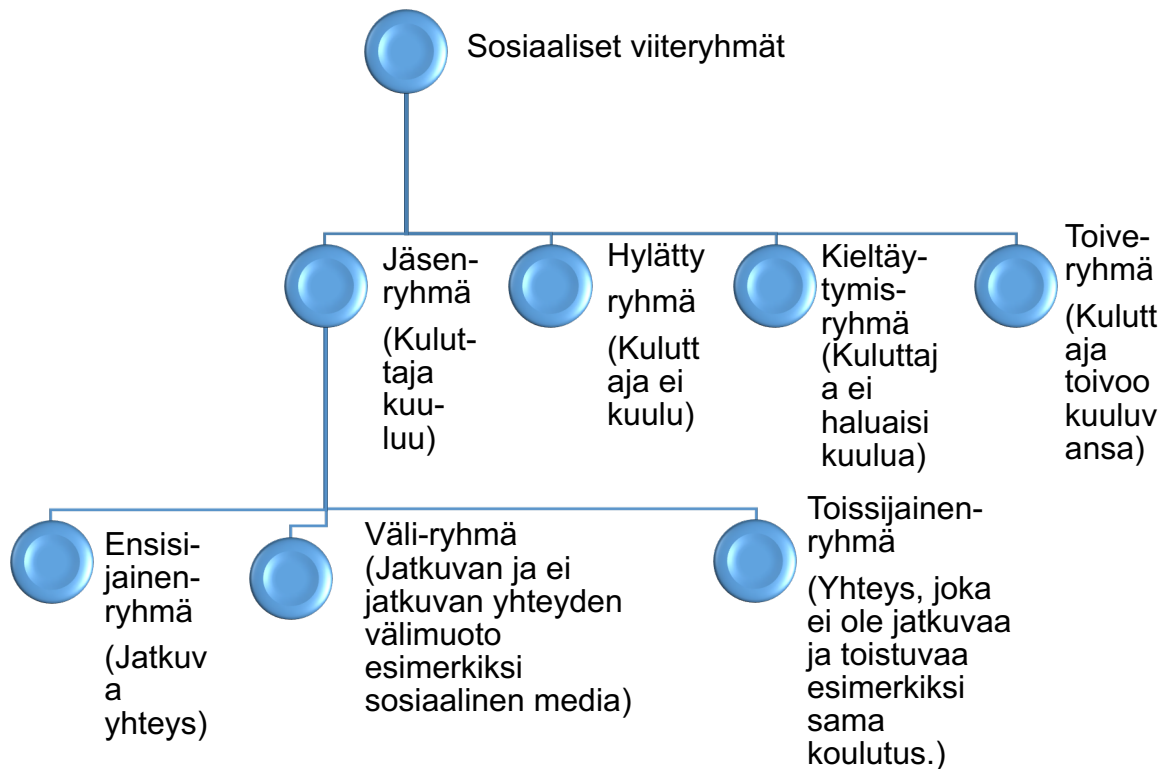 Sosiaaliset viiteryhmät
Jäsen-
ryhmä
(Kulut-
taja
kuu-
luu)
Hylätty
ryhmä
(Kulutt
aja ei
kuulu)
Kieltäy-
tymis-
ryhmä
(Kuluttaj
a ei
haluaisi
kuulua)
Toive-
ryhmä
(Kulutt
aja
toivoo
kuuluv
ansa)
Ensisi-
jainen-
ryhmä
(Jatkuv
a
yhteys)
Väli-ryhmä
(Jatkuvan ja ei
jatkuvan yhteyden
välimuoto
esimerkiksi
sosiaalinen media)
Toissijainen-
ryhmä
(Yhteys, joka
ei ole jatkuvaa
ja toistuvaa
esimerkiksi
sama
koulutus.)